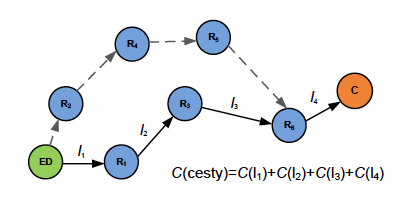 R₄
R₅
R₂
R₃
l₃
l₄
C
l₂
R₆
ED
l₁
R₁
C(cesty)=C(l₁)+C(l₂)+C(l₃)+C(l₄)